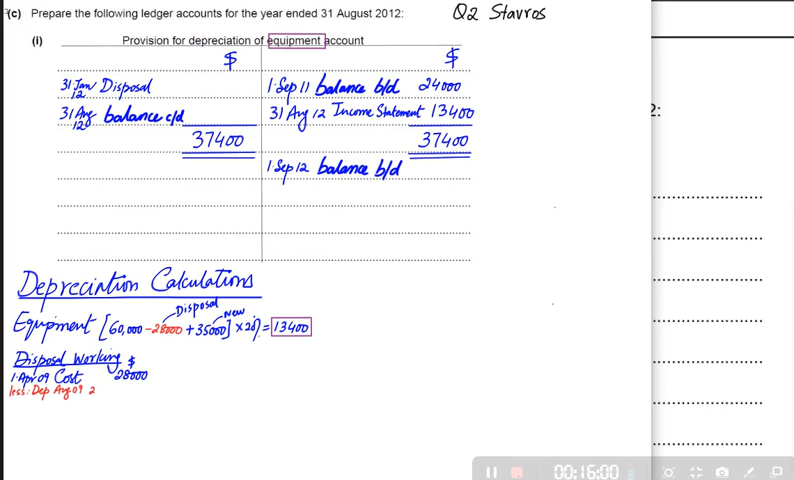 (c) Prepare the following ledger accounts for the year ended 31 August 2012: Q2 Stavros
(i) Provision for depreciation of equipment account
$ $
31 Jan 12 Disposal 1·Sep 11 balance b/d 24000
31 Aug 12 balance c/d 31 Aug 12 Income Statement 13400
37400 37400
1·Sep 12 balance b/d
2:
Depreciation Calculations
Disposal New
Equipment [60,000 - 28000 + 35000] × 20% = 13400
Disposal Working $
1·Apr 09 Cost 28000
less: Dep Aug 09 2
00:16:00